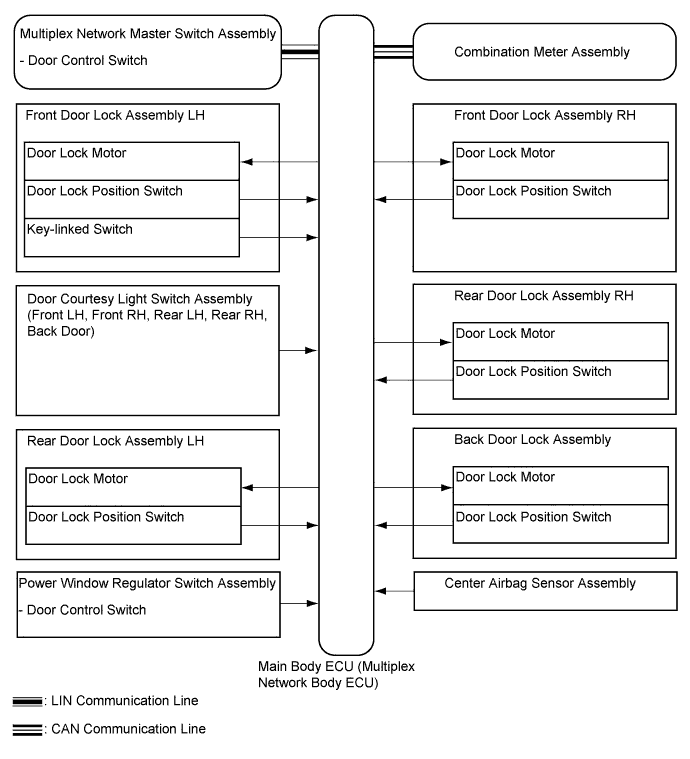 Multiplex Network Master Switch Assembly
- Door Control Switch
Combination Meter Assembly
Front Door Lock Assembly LH
Door Lock Motor
Door Lock Position Switch
Key-linked Switch
Front Door Lock Assembly RH
Door Lock Motor
Door Lock Position Switch
Door Courtesy Light Switch Assembly
(Front LH, Front RH, Rear LH, Rear RH,
Back Door)
Rear Door Lock Assembly RH
Door Lock Motor
Door Lock Position Switch
Rear Door Lock Assembly LH
Door Lock Motor
Door Lock Position Switch
Back Door Lock Assembly
Door Lock Motor
Door Lock Position Switch
Power Window Regulator Switch Assembly
- Door Control Switch
Center Airbag Sensor Assembly
Main Body ECU (Multiplex
Network Body ECU)
: LIN Communication Line
: CAN Communication Line